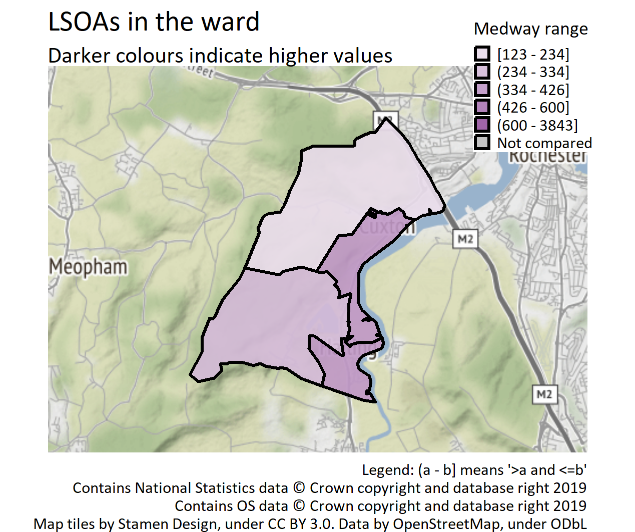 LSOAs in the ward
Darker colours indicate higher values
Medway range
[123 - 234]
(234 - 334]
(334 - 426]
(426 - 600]
(600 - 3843]
Not compared
Rochester
Cuxton
M2
Meopham
M2
Legend: (a - b] means '>a and <=b'
Contains National Statistics data © Crown copyright and database right 2019
Contains OS data © Crown copyright and database right 2019
Map tiles by Stamen Design, under CC BY 3.0. Data by OpenStreetMap, under ODbL